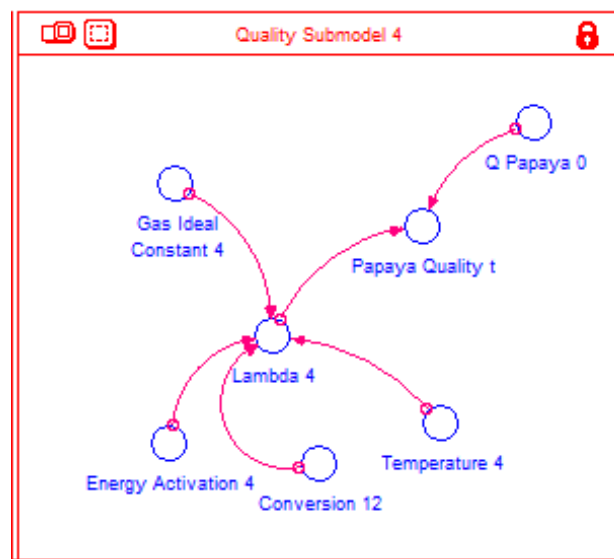 Quality Submodel 4
Q Papaya 0
Gas Ideal
Constant 4
Papaya Quality t
Lambda 4
Temperature 4
Energy Activation 4
Conversion 12